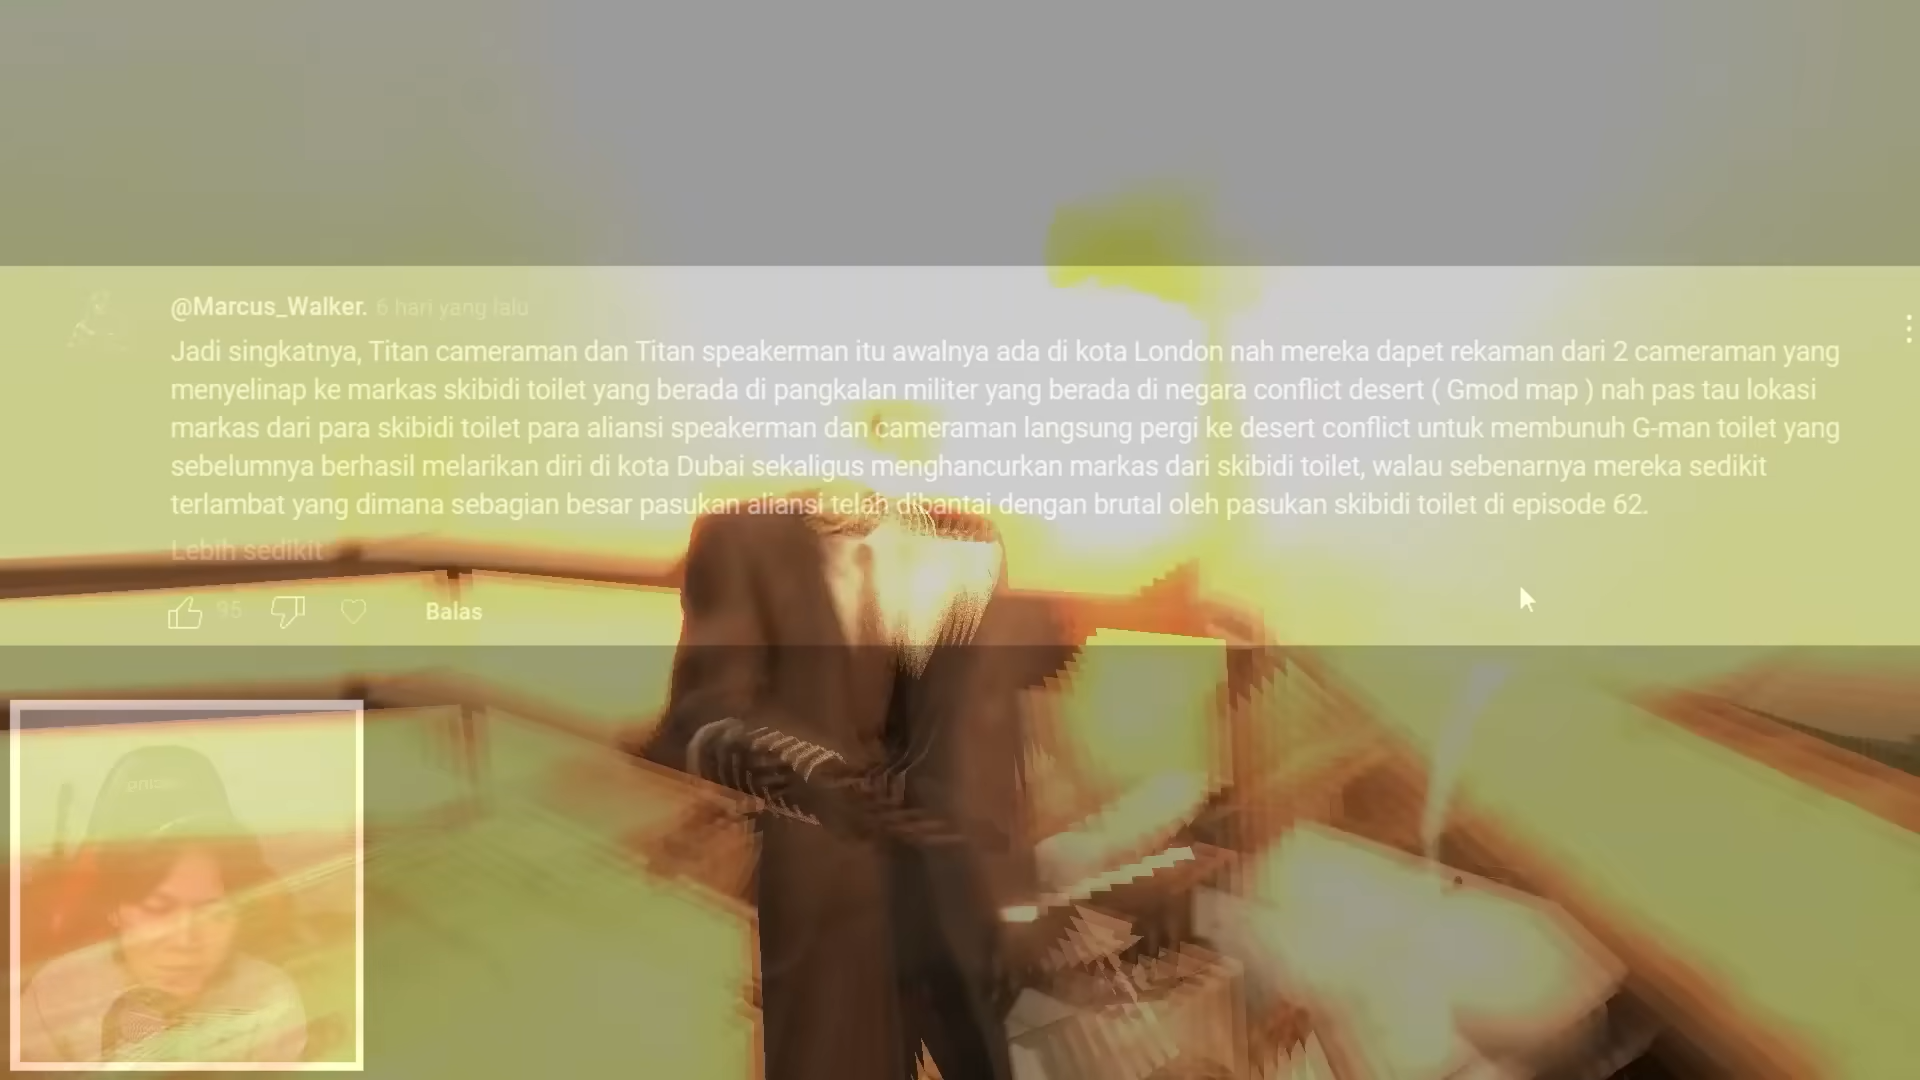 @Marcus_Walker. 6 hari yang lalu
Jadi singkatnya, Titan cameraman dan Titan speakerman itu awalnya ada di kota London nah mereka dapet rekaman dari 2 cameraman yang
menyelinap ke markas skibidi toilet yang berada di pangkalan militer yang berada di negara conflict desert ( Gmod map ) nah pas tau lokasi
markas dari para skibidi toilet para aliansi speakerman dan cameraman langsung pergi ke desert conflict untuk membunuh G-man toilet yang
sebelumnya berhasil melarikan diri di kota Dubai sekaligus menghancurkan markas dari skibidi toilet, walau sebenarnya mereka sedikit
terlambat yang dimana sebagian besar pasukan aliansi telah dibantai dengan brutal oleh pasukan skibidi toilet di episode 62.
Lebih sedikit
95 Balas